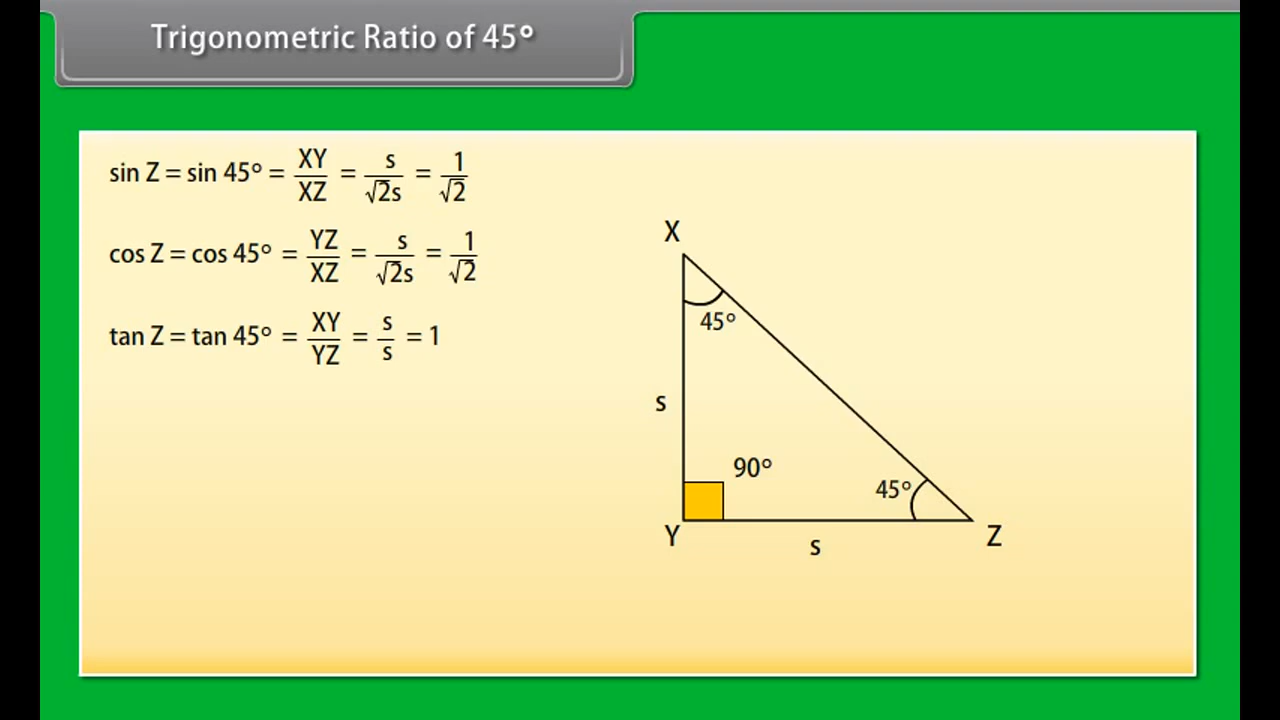 Trigonometric Ratio of 45°
sin Z = sin 45° = XY/XZ = s/√2s = 1/√2
cos Z = cos 45° = YZ/XZ = s/√2s = 1/√2
tan Z = tan 45° = XY/YZ = s/s = 1
X
45°
s
90°
45°
Y
Z
s